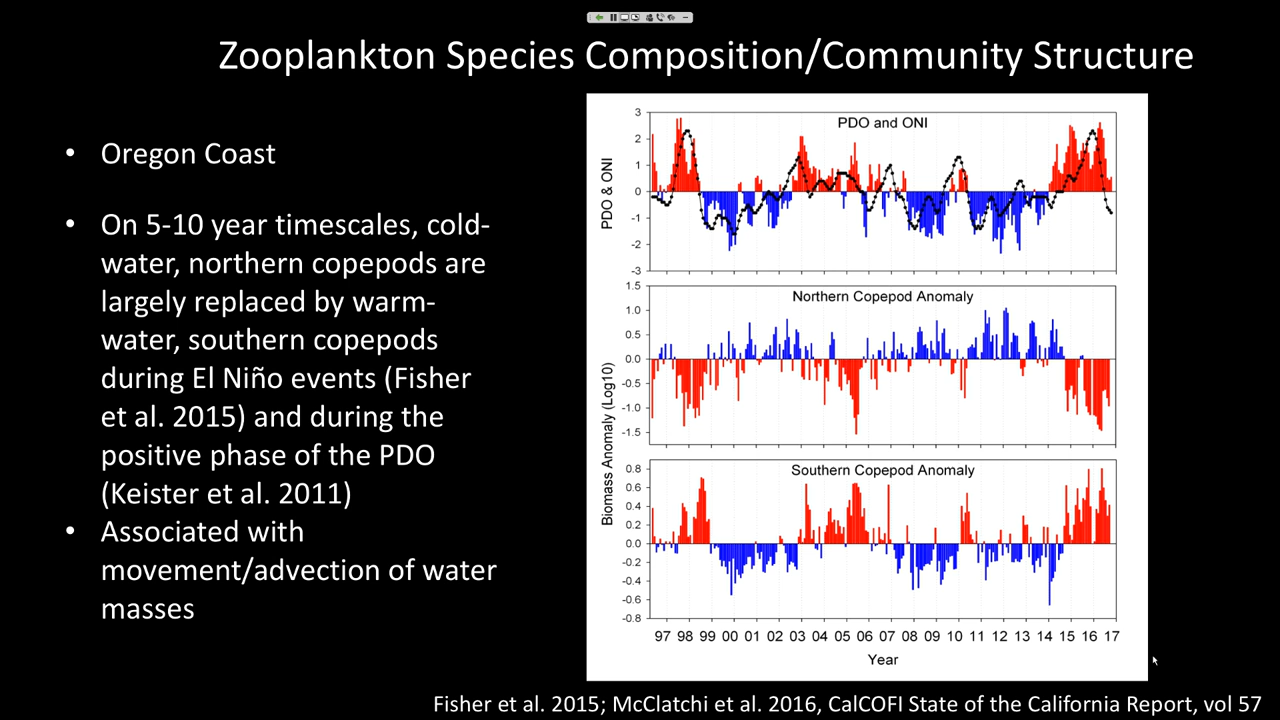 Zooplankton Species Composition/Community Structure
• Oregon Coast
• On 5-10 year timescales, cold-
water, northern copepods are
largely replaced by warm-
water, southern copepods
during El Niño events (Fisher
et al. 2015) and during the
positive phase of the PDO
(Keister et al. 2011)
• Associated with
movement/advection of water
masses
PDO and ONI
PDO & ONI
3
2
1
0
-1
-2
-3
Northern Copepod Anomaly
1.5
1.0
0.5
0.0
-0.5
-1.0
-1.5
Biomass Anomaly (Log10)
Southern Copepod Anomaly
0.8
0.6
0.4
0.2
0.0
-0.2
-0.4
-0.6
-0.8
97 98 99 00 01 02 03 04 05 06 07 08 09 10 11 12 13 14 15 16 17
Year
Fisher et al. 2015; McClatchi et al. 2016, CalCOFI State of the California Report, vol 57